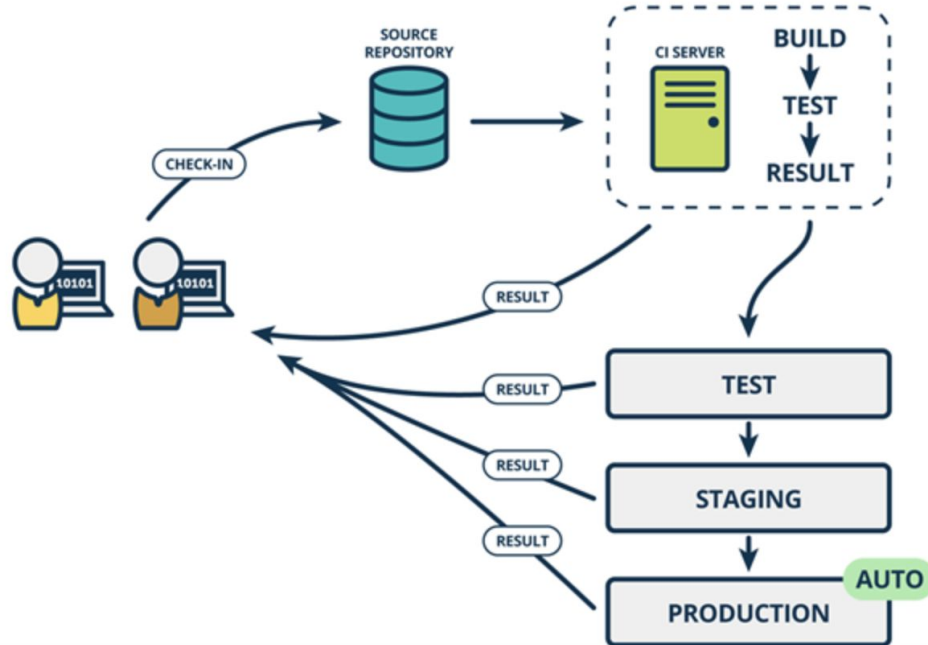 SOURCE
REPOSITORY
CI SERVER
BUILD
TEST
RESULT
CHECK-IN
10101
10101
RESULT
RESULT
TEST
RESULT
STAGING
RESULT
AUTO
PRODUCTION